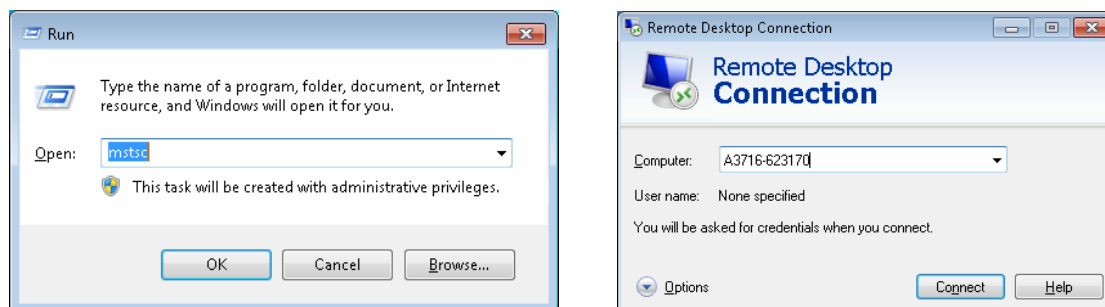 Run
Type the name of a program, folder, document, or Internet
resource, and Windows will open it for you.
Open:
mstsc
This task will be created with administrative privileges.
OK
Cancel
Browse...
Remote Desktop Connection
Remote Desktop
Connection
Computer:
A3716-623170
User name:
None specified
You will be asked for credentials when you connect.
Options
Connect
Help